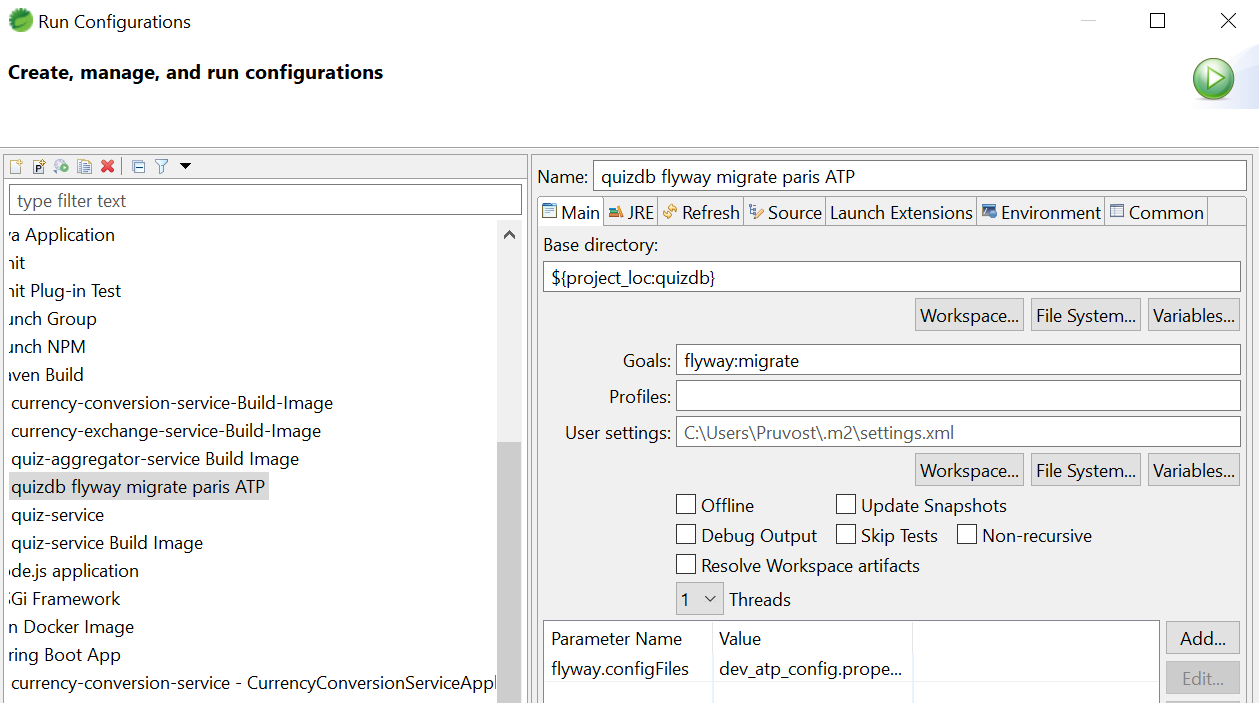 Run Configurations
Create, manage, and run configurations
type filter text
va Application
nit
nit Plug-in Test
unch Group
unch NPM
aven Build
currency-conversion-service-Build-Image
currency-exchange-service-Build-Image
quiz-aggregator-service Build Image
quizdb flyway migrate paris ATP
quiz-service
quiz-service Build Image
de.js application
Gi Framework
n Docker Image
ring Boot App
currency-conversion-service - CurrencyConversionServiceAppl
Name: quizdb flyway migrate paris ATP
Main JRE Refresh Source Launch Extensions Environment Common
Base directory:
${project_loc:quizdb}
Workspace... File System... Variables...
Goals: flyway:migrate
Profiles:
User settings: C:\Users\Pruvost\.m2\settings.xml
Workspace... File System... Variables...
Offline Update Snapshots
Debug Output Skip Tests Non-recursive
Resolve Workspace artifacts
1 Threads
Parameter Name Value
flyway.configFiles dev_atp_config.prope...
Add...
Edit...